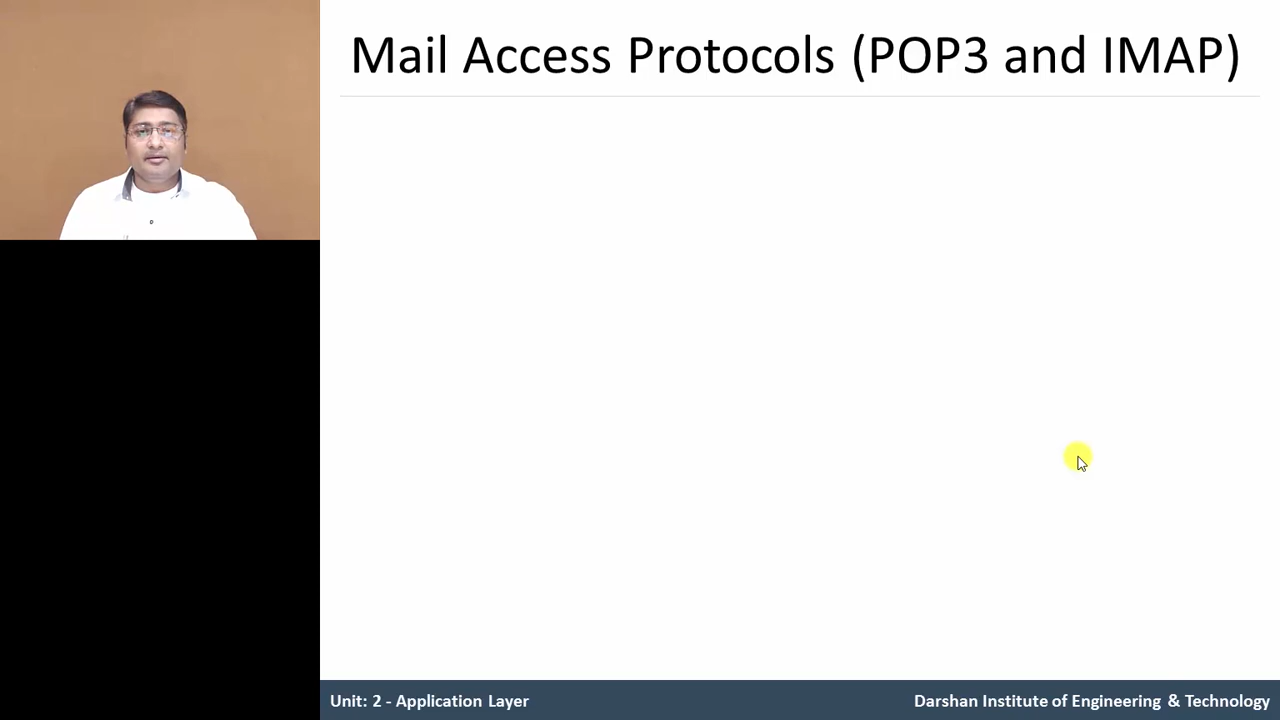 Mail Access Protocols (POP3 and IMAP)
Unit: 2 - Application Layer
Darshan Institute of Engineering & Technology